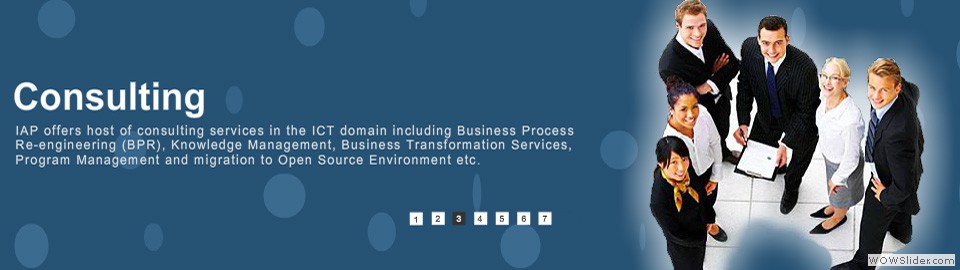 Consulting
IAP offers host of consulting services in the ICT domain including Business Process
Re-engineering (BPR), Knowledge Management, Business Transformation Services,
Program Management and migration to Open Source Environment etc.
1 2 3 4 5 6 7
WOWSlider.com